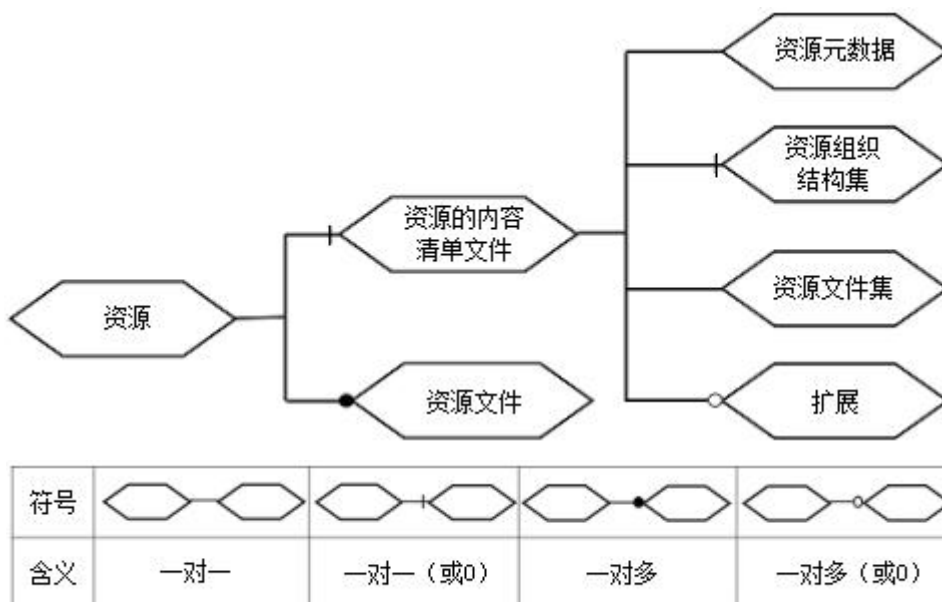 资源元数据
资源组织
结构集
资源的内容
清单文件
资源文件集
资源
资源文件
扩展
符号
含义 一对一 一对一（或0） 一对多 一对多（或0）